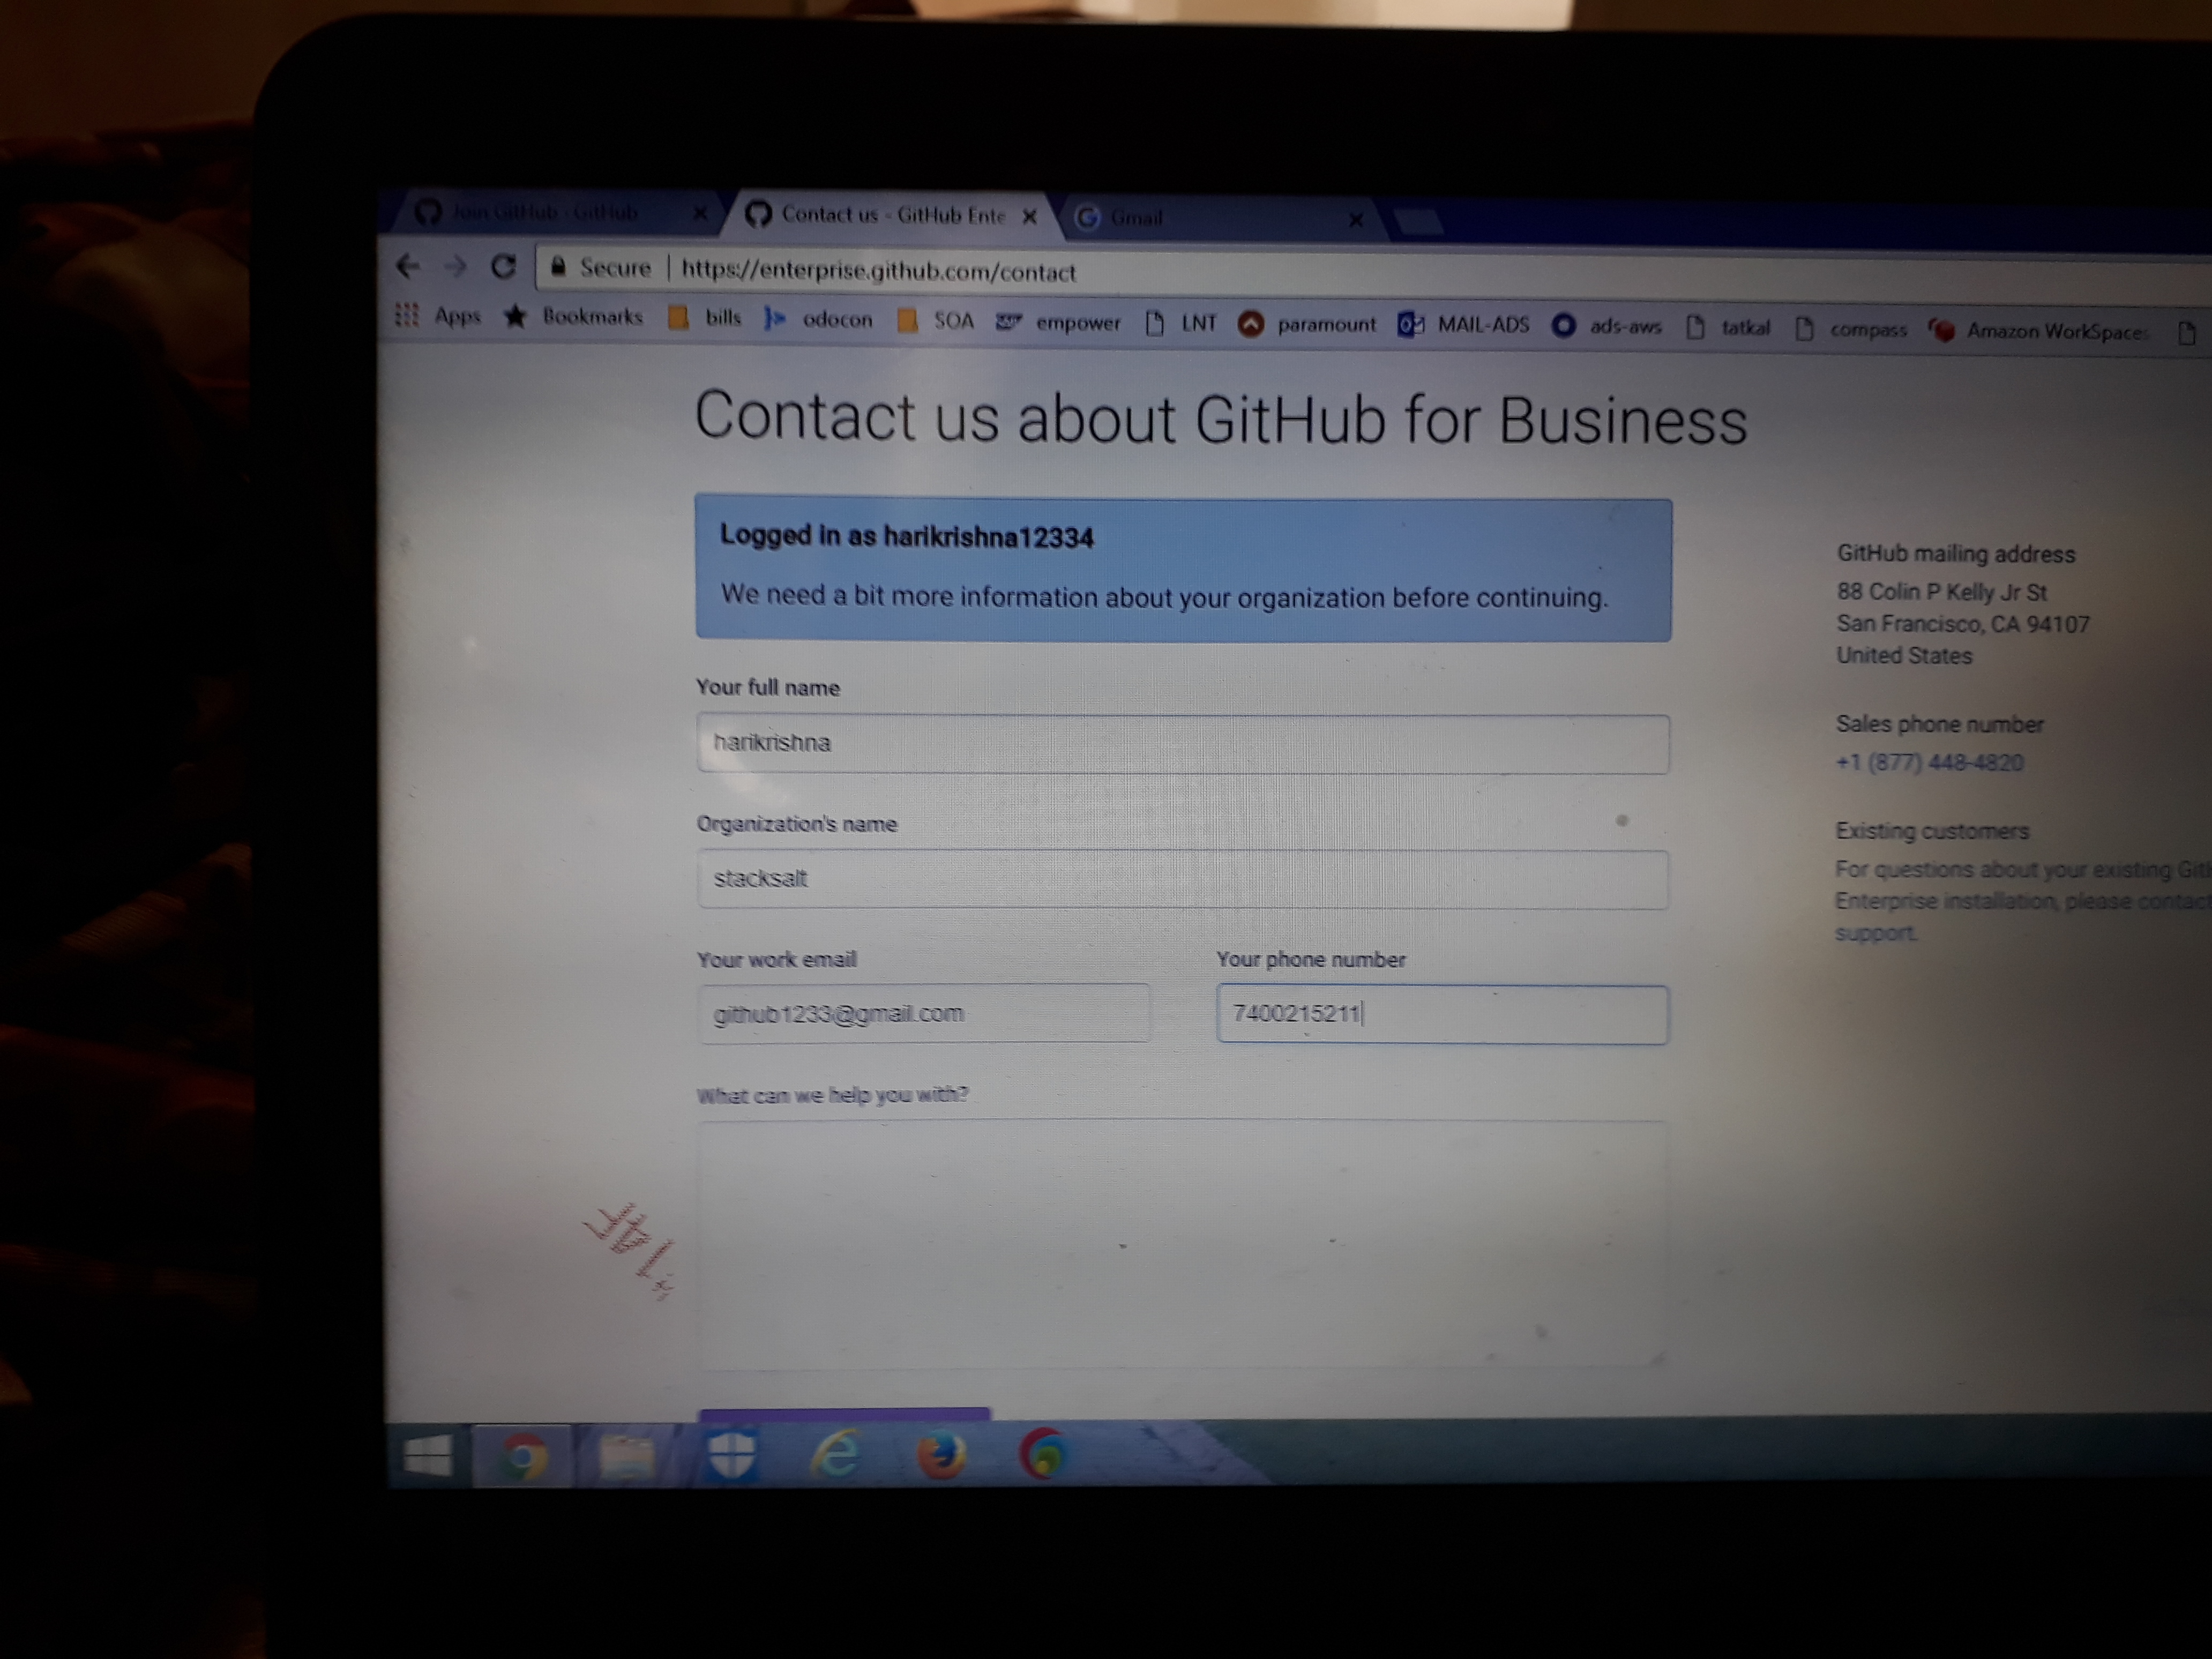 Join GitHub · GitHub
Contact us - GitHub Ente
Gmail
Secure | https://enterprise.github.com/contact
Apps Bookmarks bills odocon SOA empower LNT paramount MAIL-ADS ads-aws tatkal compass Amazon WorkSpaces
Contact us about GitHub for Business
Logged in as harikrishna12334
We need a bit more information about your organization before continuing.
Your full name
harikrishna
Organization's name
stacksalt
Your work email
github1233@gmail.com
Your phone number
7400215211
What can we help you with?
GitHub mailing address
88 Colin P Kelly Jr St
San Francisco, CA 94107
United States
Sales phone number
+1 (877) 448-4820
Existing customers
For questions about your existing GitH
Enterprise installation, please contact
support.